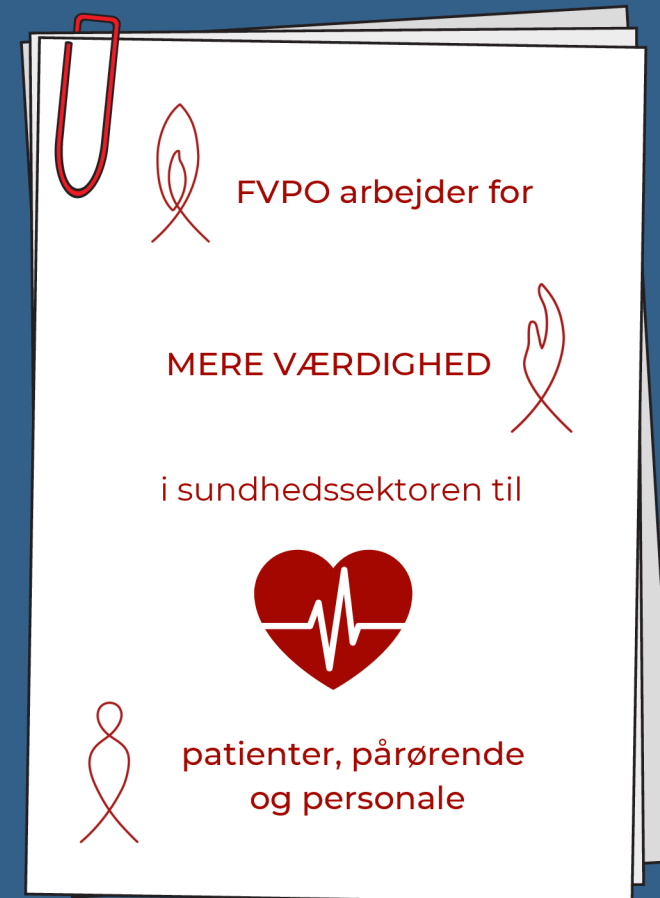 FVPO arbejder for
MERE VÆRDIGHED
i sundhedssektoren til
patienter, pårørende
og personale